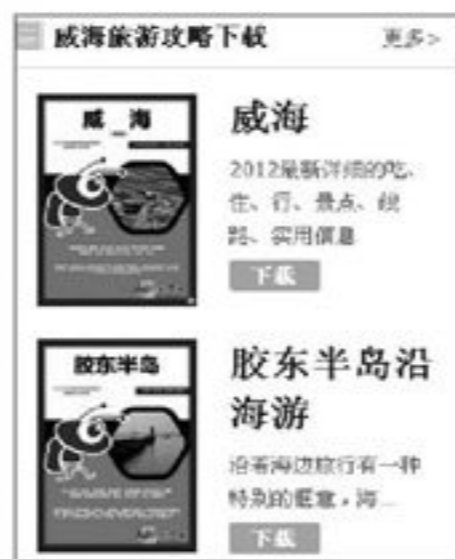 威海旅游攻略下载
更多>
威 海
威海
2012最新详细的吃、
住、行、景点、线
路、实用信息
下载
胶东半岛
胶东半岛沿
海游
沿着海边旅行有一种
特别的惬意，海...
下载